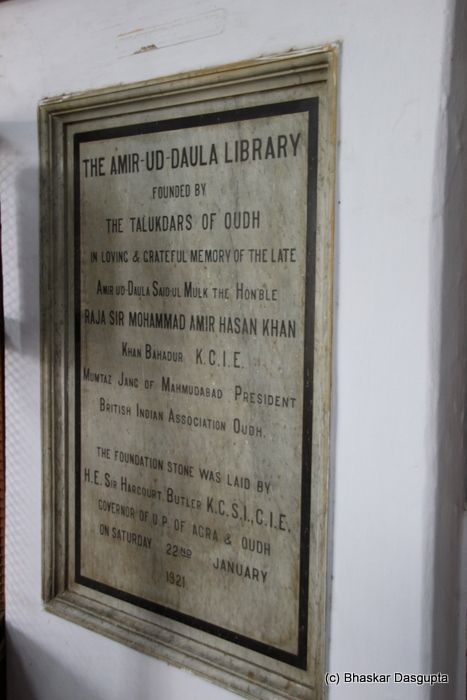 THE AMIR-UD-DAULA LIBRARY
FOUNDED BY
THE TALUKDARS OF OUDH
IN LOVING & GRATEFUL MEMORY OF THE LATE
AMIR-UD-DAULA SAID-UL MULK THE HON'BLE
RAJA SIR MOHAMMAD AMIR HASAN KHAN
KHAN BAHADUR K.C.I.E.
MUMTAZ JANG OF MAHMUDABAD PRESIDENT
BRITISH INDIAN ASSOCIATION OUDH.
THE FOUNDATION STONE WAS LAID BY
H.E. SIR HARCOURT BUTLER K.C.S.I., C.I.E.
GOVERNOR OF U.P. OF AGRA & OUDH
ON SATURDAY 22ND JANUARY
1921
(c) Bhaskar Dasgupta